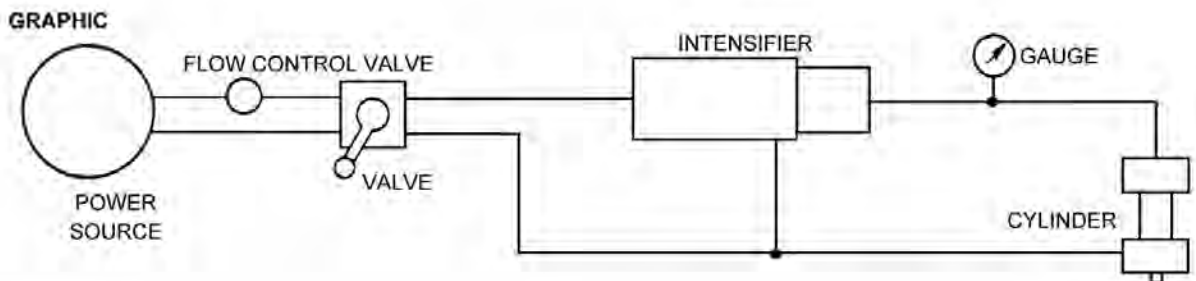 GRAPHIC
FLOW CONTROL VALVE
INTENSIFIER
GAUGE
VALVE
POWER
SOURCE
CYLINDER